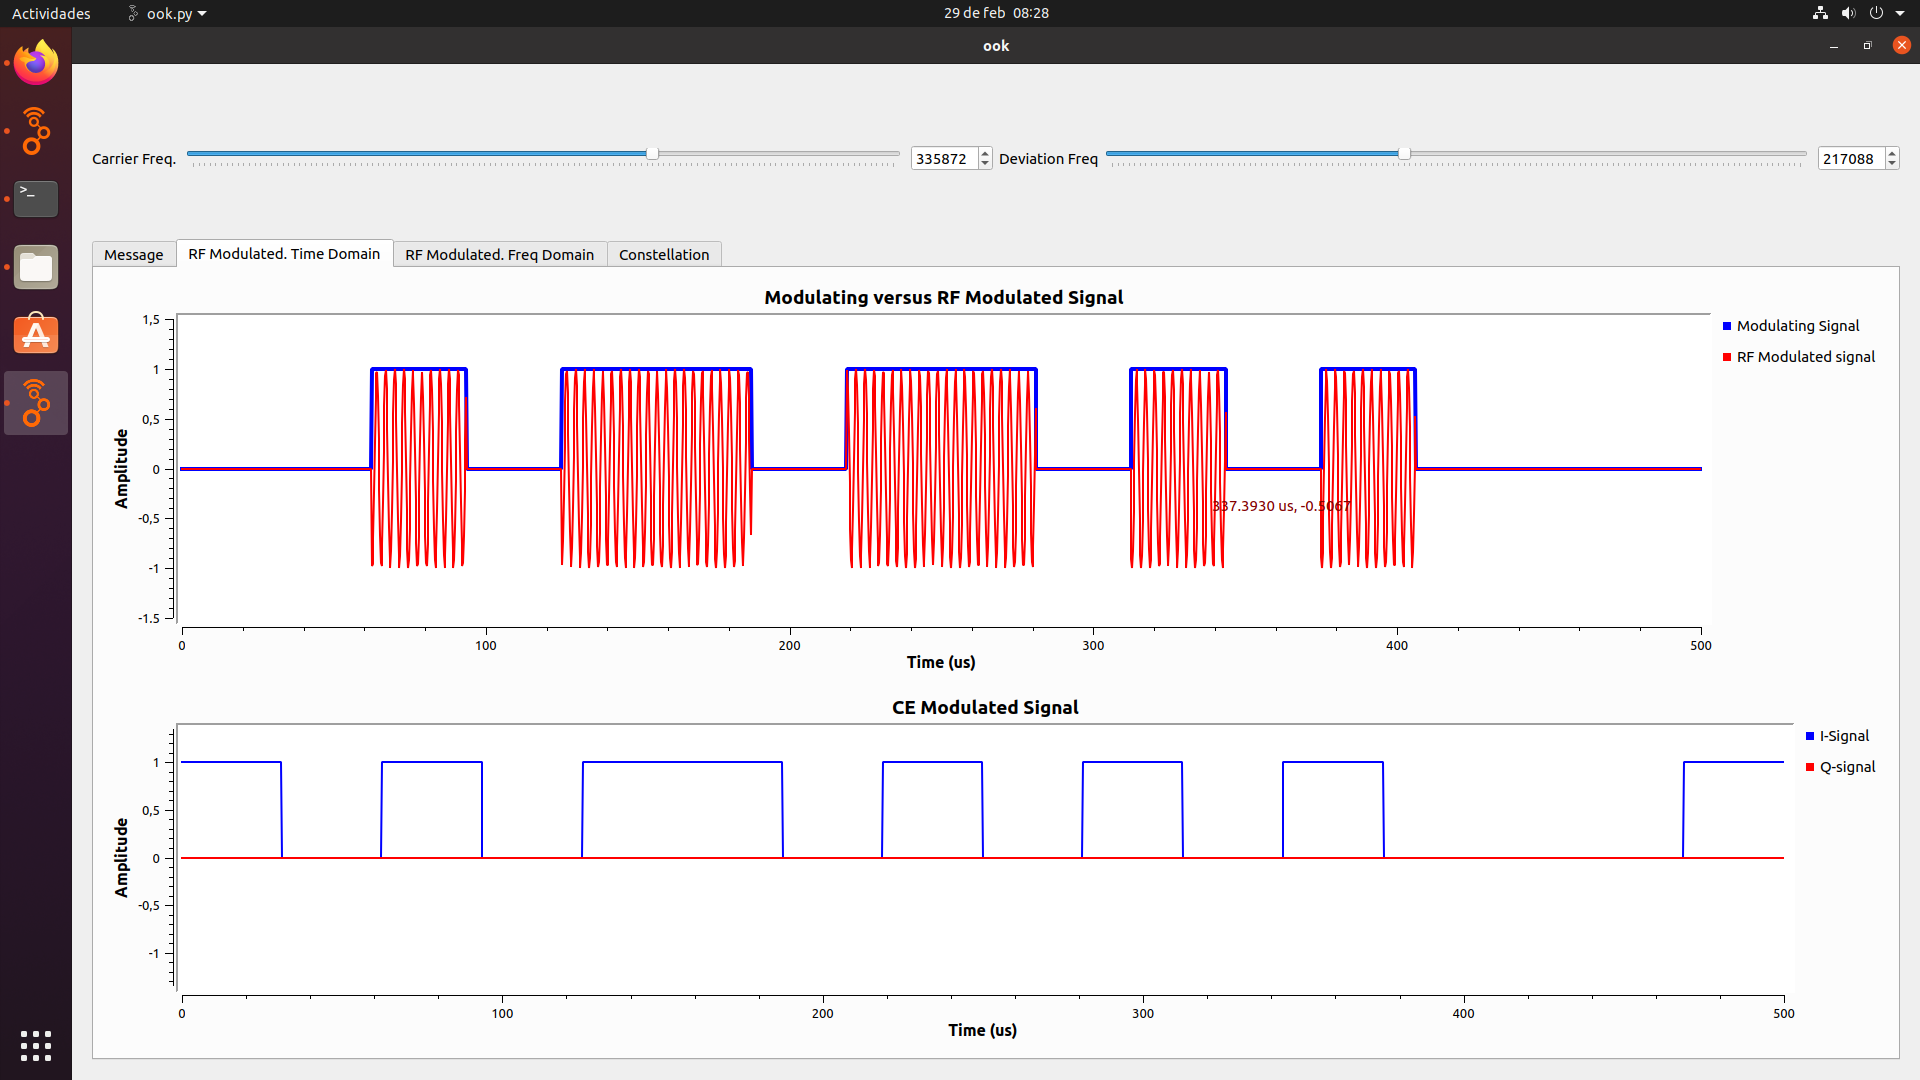 Actividades ook.py 29 de feb 08:28
ook
Carrier Freq. 335872 Deviation Freq 217088
Message RF Modulated. Time Domain RF Modulated. Freq Domain Constellation
Modulating versus RF Modulated Signal
1,5
1
0,5
0
-0,5
-1
-1.5
Amplitude
Modulating Signal
RF Modulated signal
337.3930 us, -0.5067
0 100 200 300 400 500
Time (us)
CE Modulated Signal
1
0,5
0
-0,5
-1
Amplitude
I-Signal
Q-signal
0 100 200 300 400 500
Time (us)